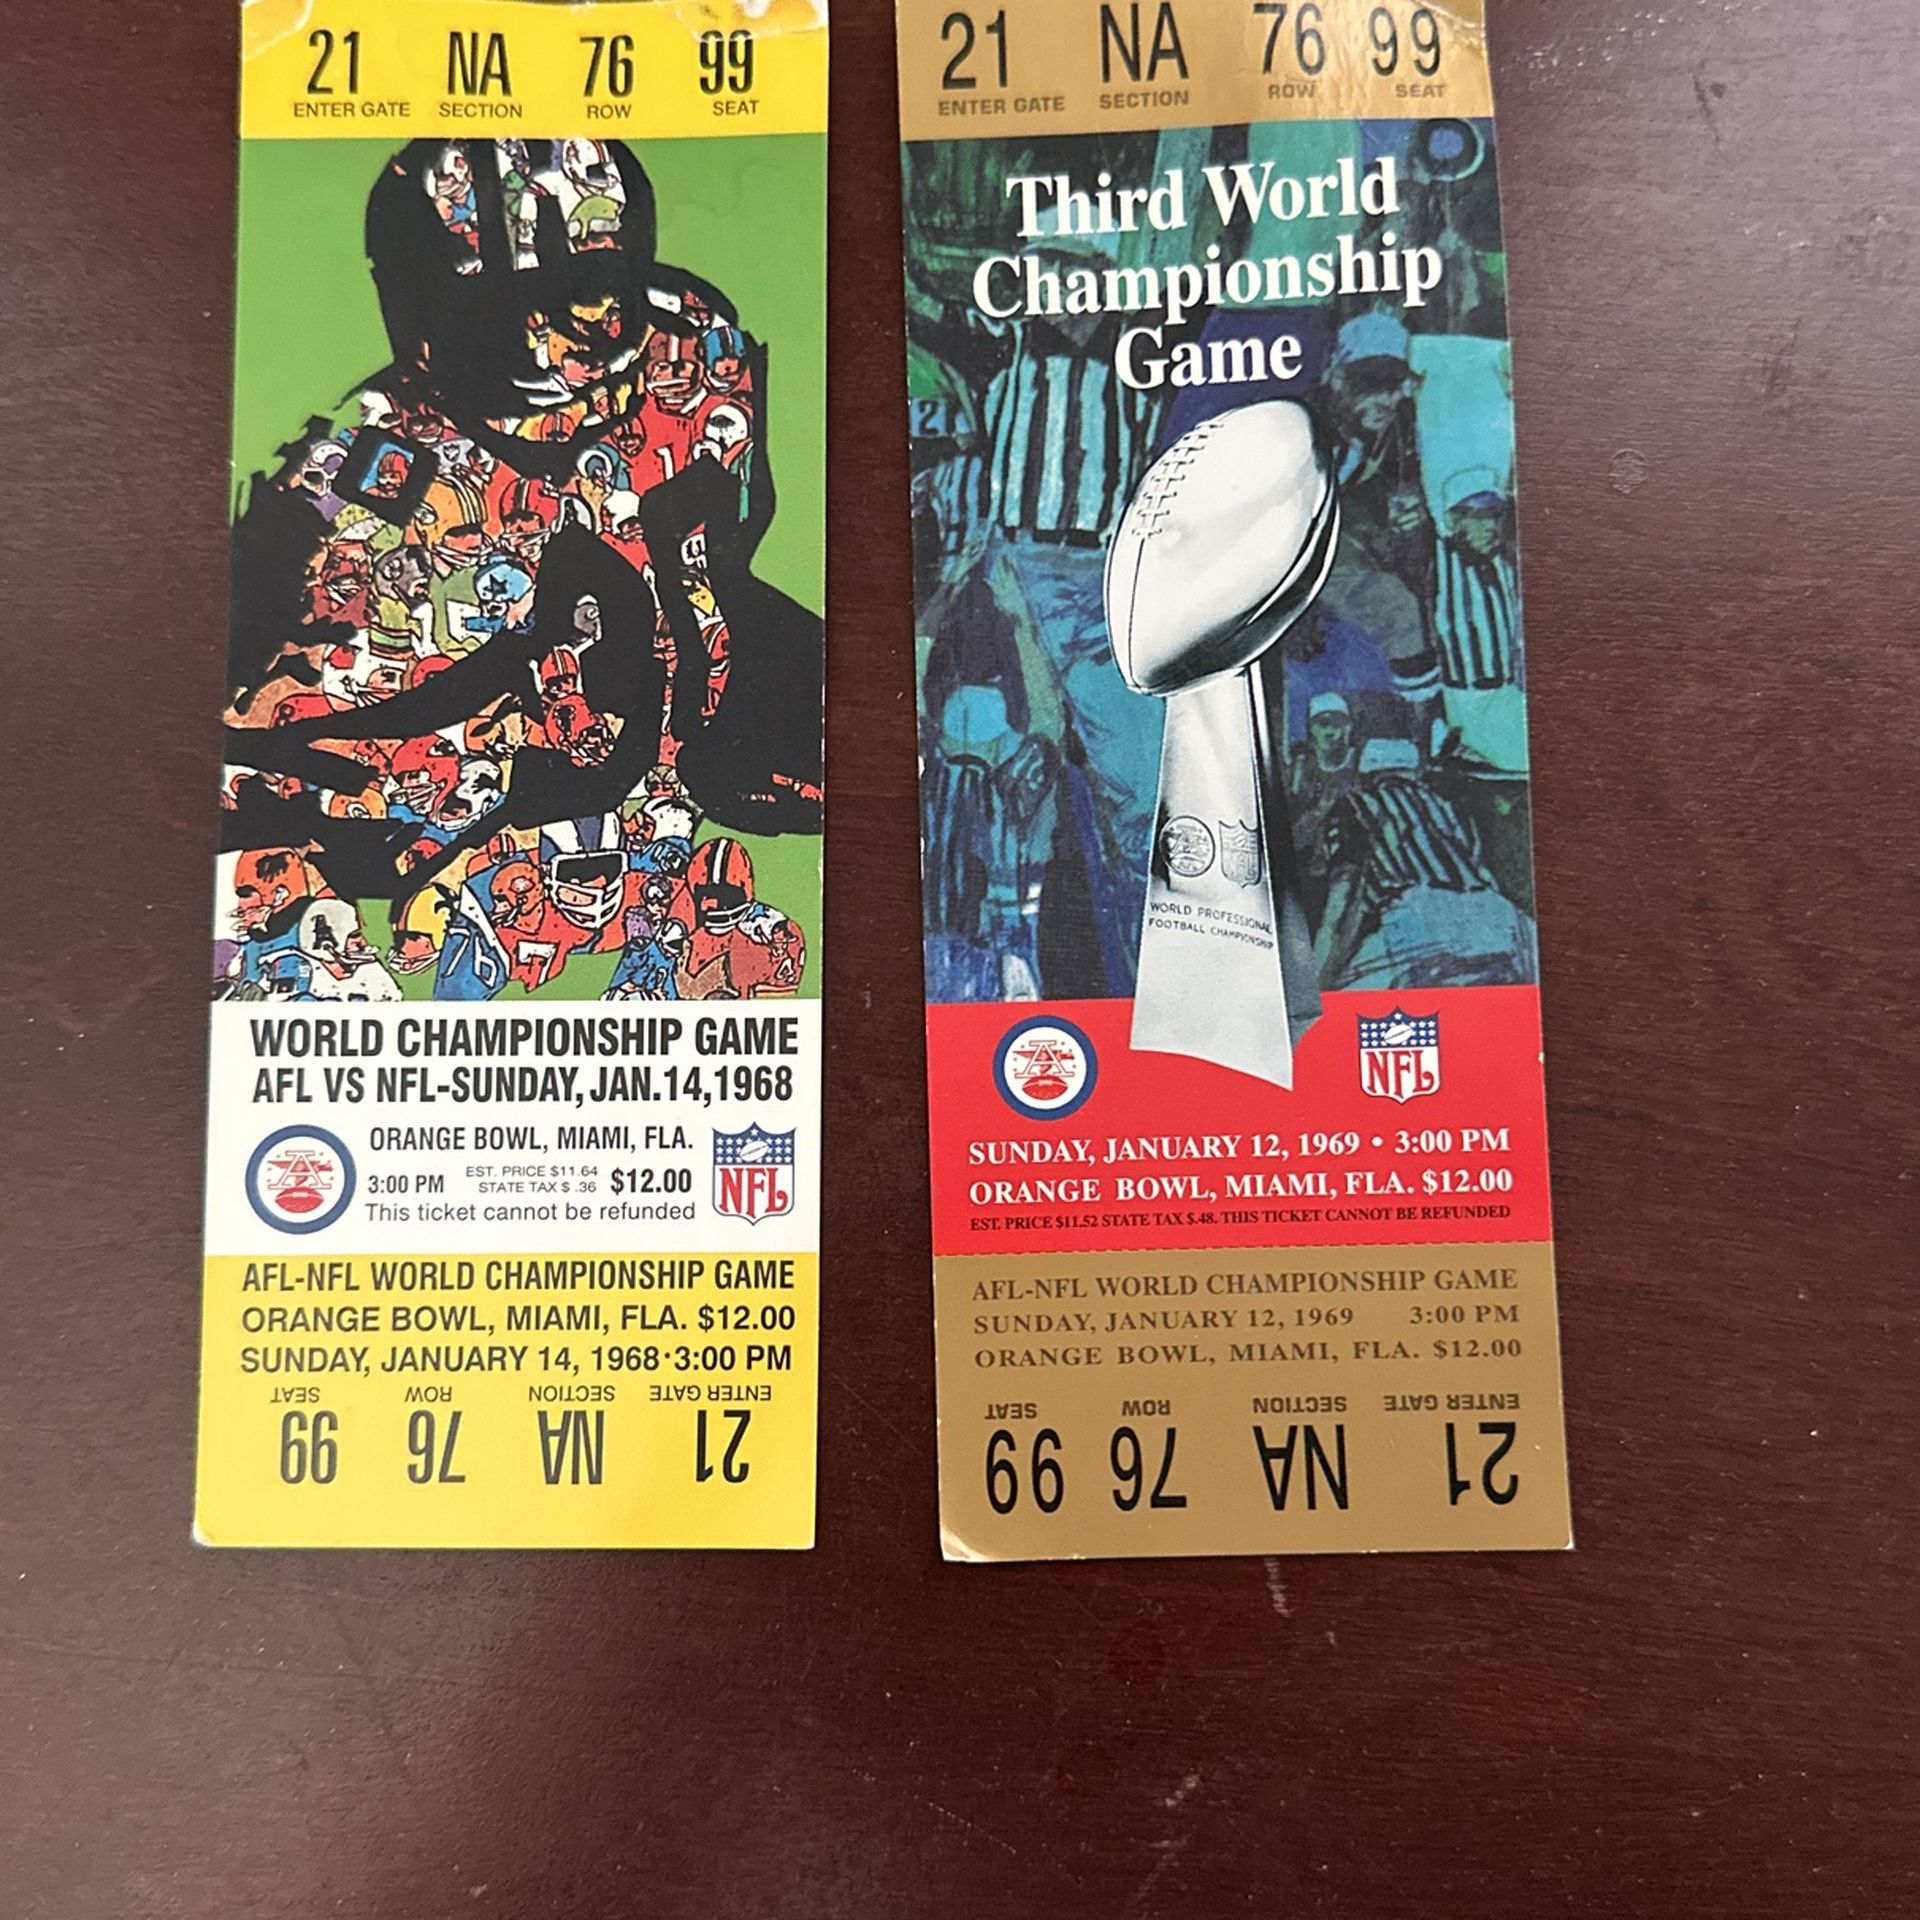 21 NA 76 99
ENTER GATE SECTION ROW SEAT
WORLD CHAMPIONSHIP GAME
AFL VS NFL-SUNDAY, JAN.14,1968
ORANGE BOWL, MIAMI, FLA.
3:00 PM EST. PRICE $11.64 $12.00
STATE TAX $ .36
This ticket cannot be refunded
A
NFL
AFL-NFL WORLD CHAMPIONSHIP GAME
ORANGE BOWL, MIAMI, FLA. $12.00
SUNDAY, JANUARY 14, 1968·3:00 PM
ENTER GATE SECTION ROW SEAT
21 NA 76 99
21 NA 76 99
ENTER GATE SECTION ROW SEAT
Third World
Championship
Game
WORLD PROFESSIONAL
FOOTBALL CHAMPIONSHIP
A
NFL
SUNDAY, JANUARY 12, 1969 • 3:00 PM
ORANGE BOWL, MIAMI, FLA. $12.00
EST. PRICE $11.52 STATE TAX $.48. THIS TICKET CANNOT BE REFUNDED
AFL-NFL WORLD CHAMPIONSHIP GAME
SUNDAY, JANUARY 12, 1969 3:00 PM
ORANGE BOWL, MIAMI, FLA. $12.00
ENTER GATE SECTION ROW SEAT
21 NA 76 99